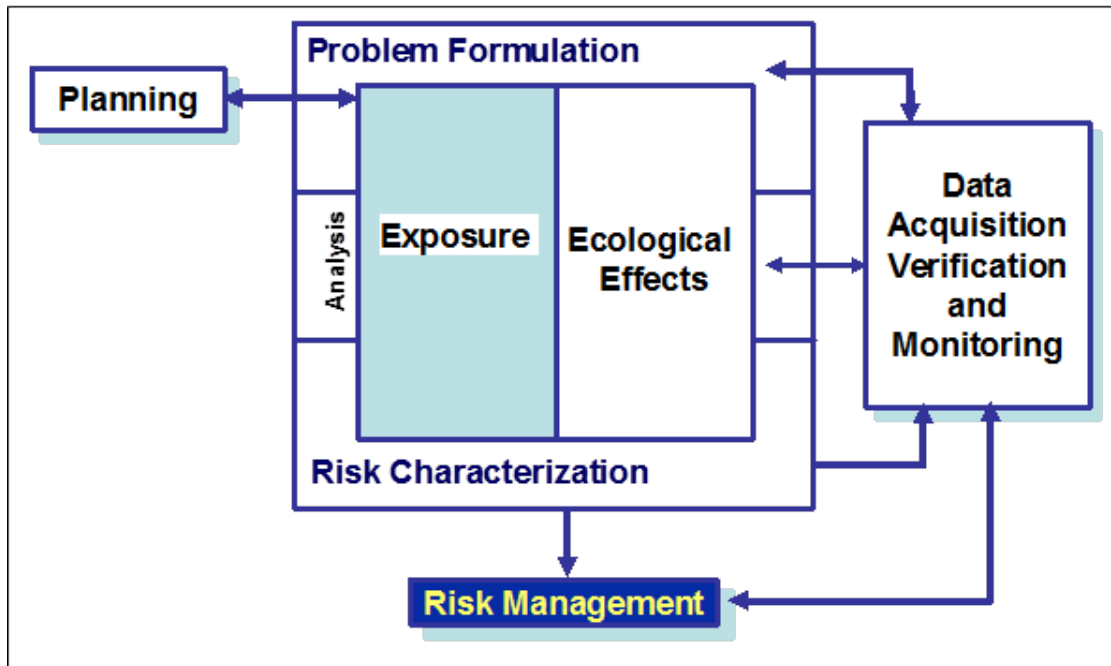 Problem Formulation
Planning
Analysis
Exposure
Ecological
Effects
Data
Acquisition
Verification
and
Monitoring
Risk Characterization
Risk Management